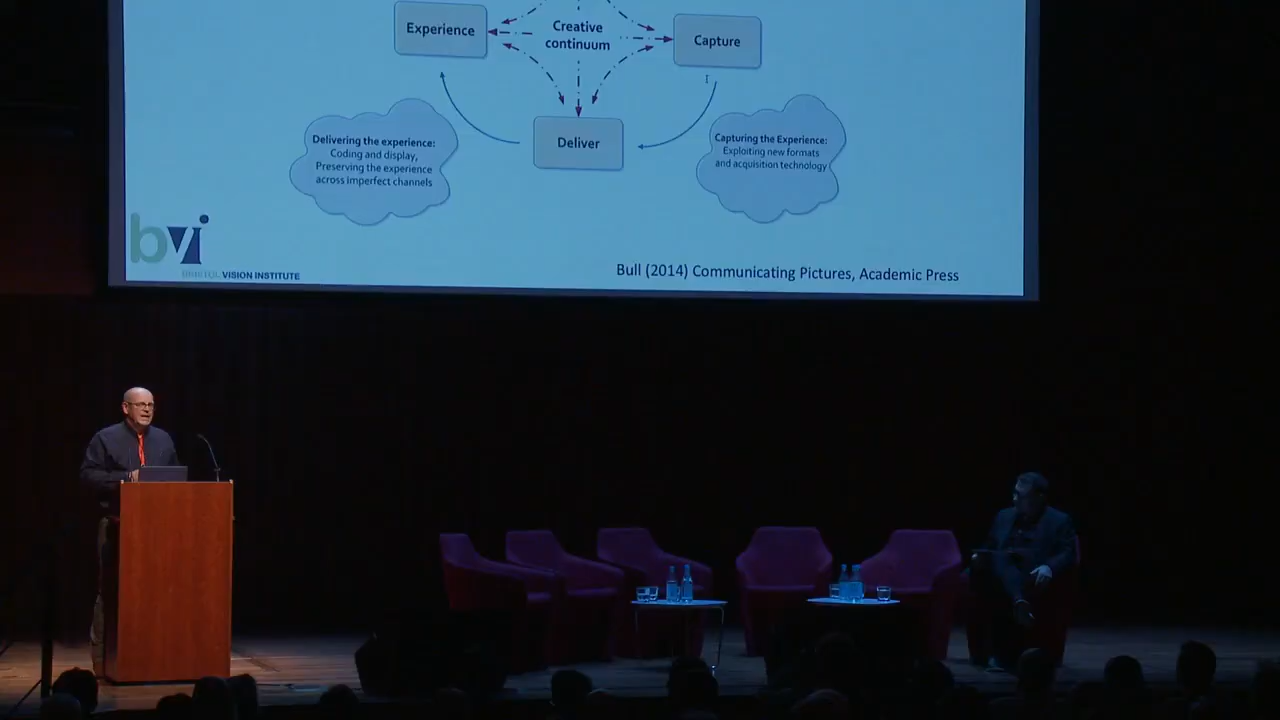 Experience
Creative
continuum
Capture
Delivering the experience:
Coding and display,
Preserving the experience
across imperfect channels
Deliver
Capturing the Experience:
Exploiting new formats
and acquisition technology
bvi
BRISTOL VISION INSTITUTE
Bull (2014) Communicating Pictures, Academic Press